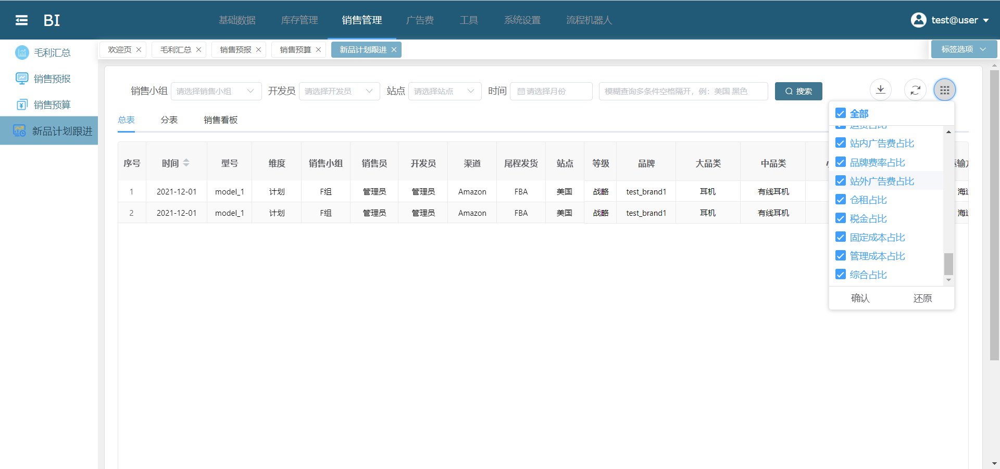 BI
基础数据 库存管理 销售管理 广告费 工具 系统设置 流程机器人
test@user
毛利汇总
销售预报
销售预算
新品计划跟进
欢迎页 毛利汇总 销售预报 销售预算 新品计划跟进
标签选项
销售小组 请选择销售小组 开发员 请选择开发员 站点 请选择站点 时间 请选择月份 模糊查询多条件空格隔开，例：美国 黑色 搜索
总表 分表 销售看板
序号 时间 型号 维度 销售小组 销售员 开发员 渠道 尾程发货 站点 等级 品牌 大品类 中品类
1 2021-12-01 model_1 计划 F组 管理员 管理员 Amazon FBA 美国 战略 test_brand1 耳机 有线耳机
2 2021-12-01 model_1 计划 F组 管理员 管理员 Amazon FBA 美国 战略 test_brand1 耳机 有线耳机
全部
站内广告费占比
品牌费率占比
站外广告费占比
仓租占比
税金占比
固定成本占比
管理成本占比
综合占比
确认 还原